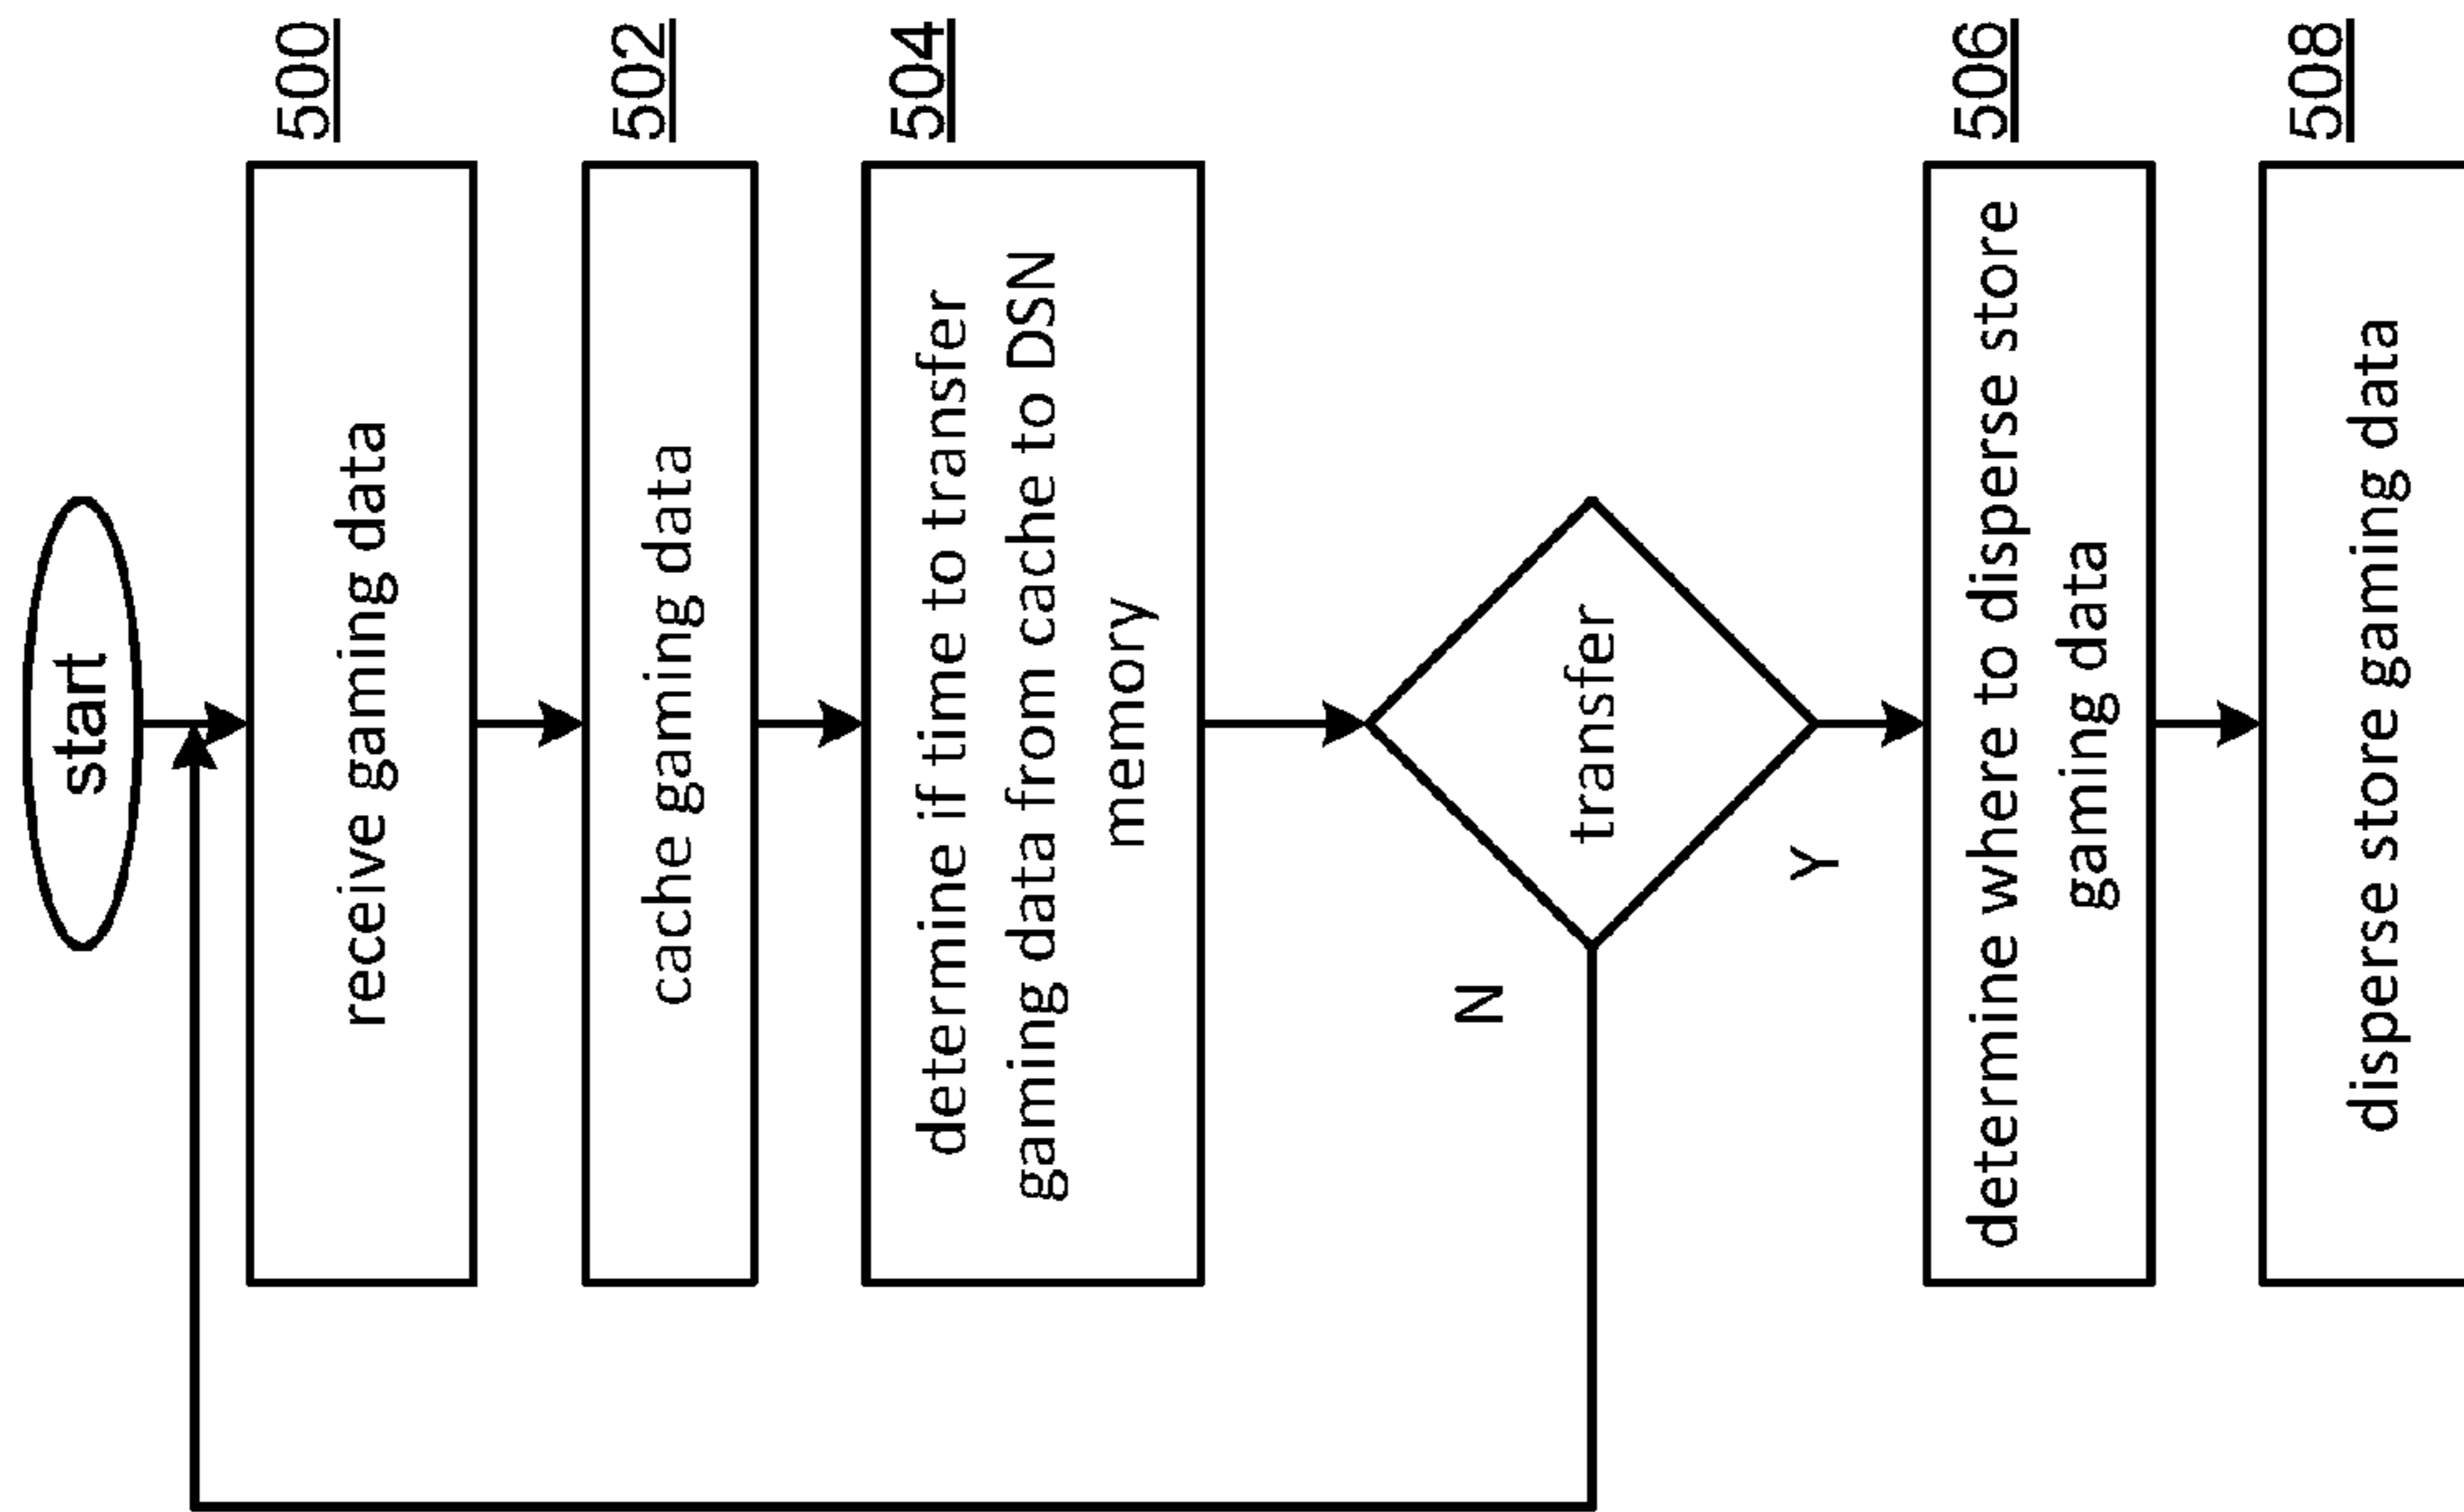 start
500
receive gaming data
502
cache gaming data
504
determine if time to transfer
gaming data from cache to DSN
memory
transfer
N
Y
506
determine where to disperse store
gaming data
508
disperse store gaming data